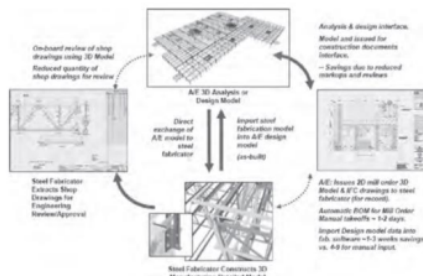 On-board review of shop
drawings using 3D Model
Reduced quantity of
shop drawings for review
A/E 3D Analysis or
Design Model
Analysis & design interface.
Model and issued for
construction documents
Interface.
– Savings due to reduced
markups and reviews
Direct
exchange of
A/E model to
steel
fabricator
Import steel
fabrication model
into A/E design
model
(as-built)
Steel Fabricator
Extracts Shop
Drawings for
Engineering
Review/Approval
A/E: Issues 2D mill order 3D
Model & IFC drawings to steel
fabricator (for record).
Automatic BOM for Mill Order
Manual takeoffs ~1-2 days.
Import Design model data into
fab. software ~1-3 weeks savings
vs. for manual input.
Steel Fabricator Constructs 3D